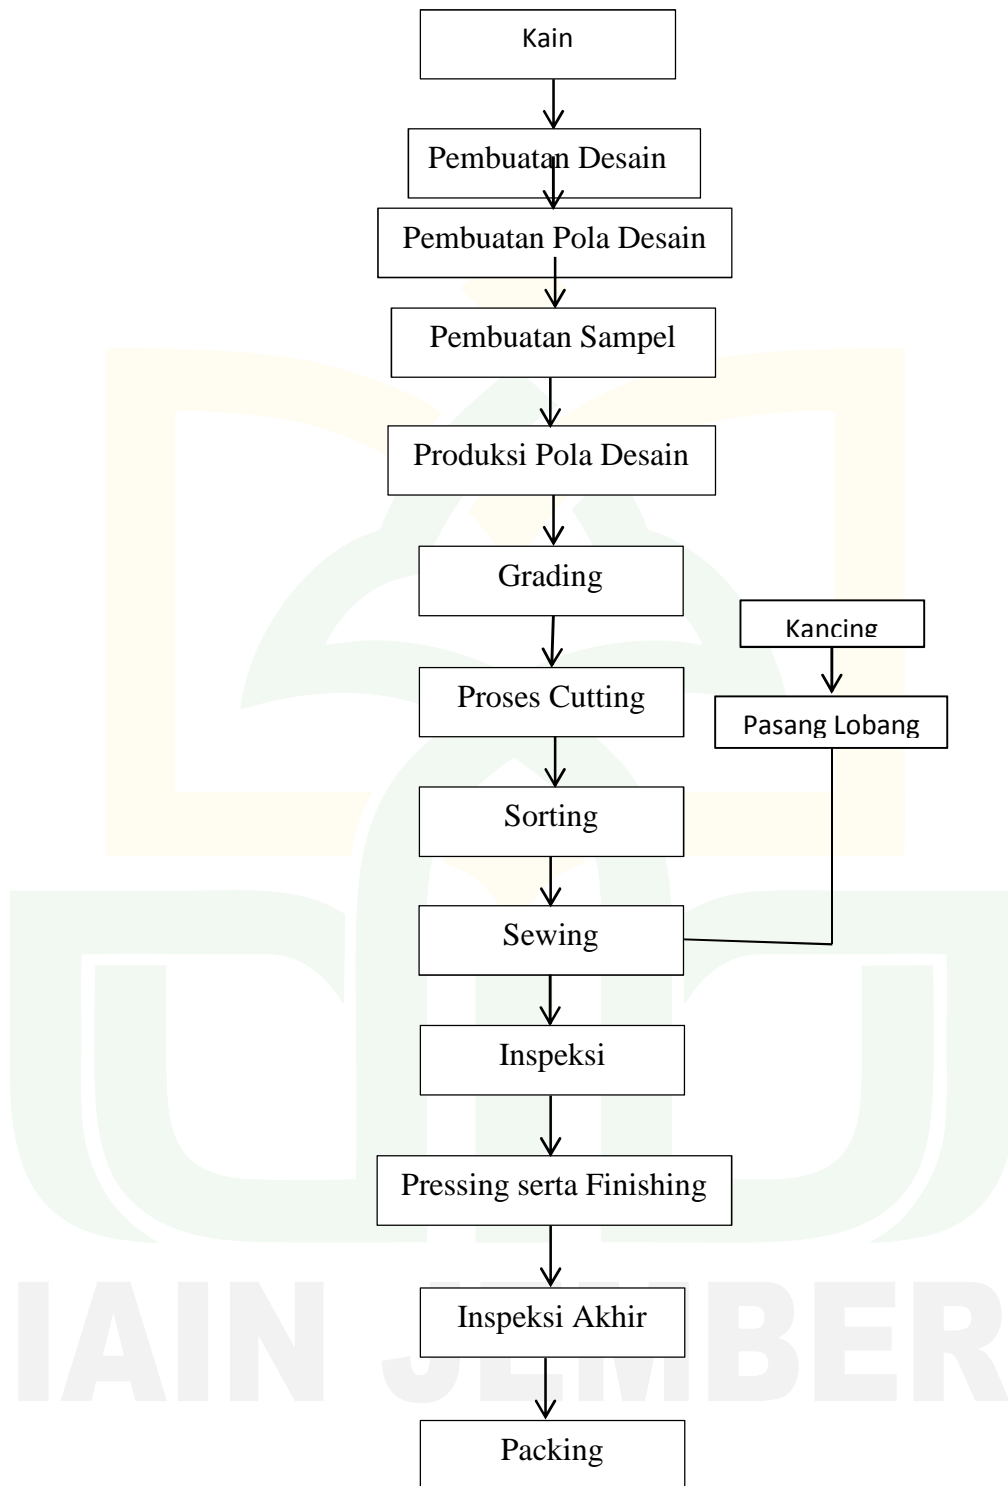 Kain
Pembuatan Desain
Pembuatan Pola Desain
Pembuatan Sampel
Produksi Pola Desain
Grading
Kancing
Proses Cutting
Pasang Lobang
Sorting
Sewing
Inspeksi
Pressing serta Finishing
Inspeksi Akhir
Packing
IAIN JEMBER